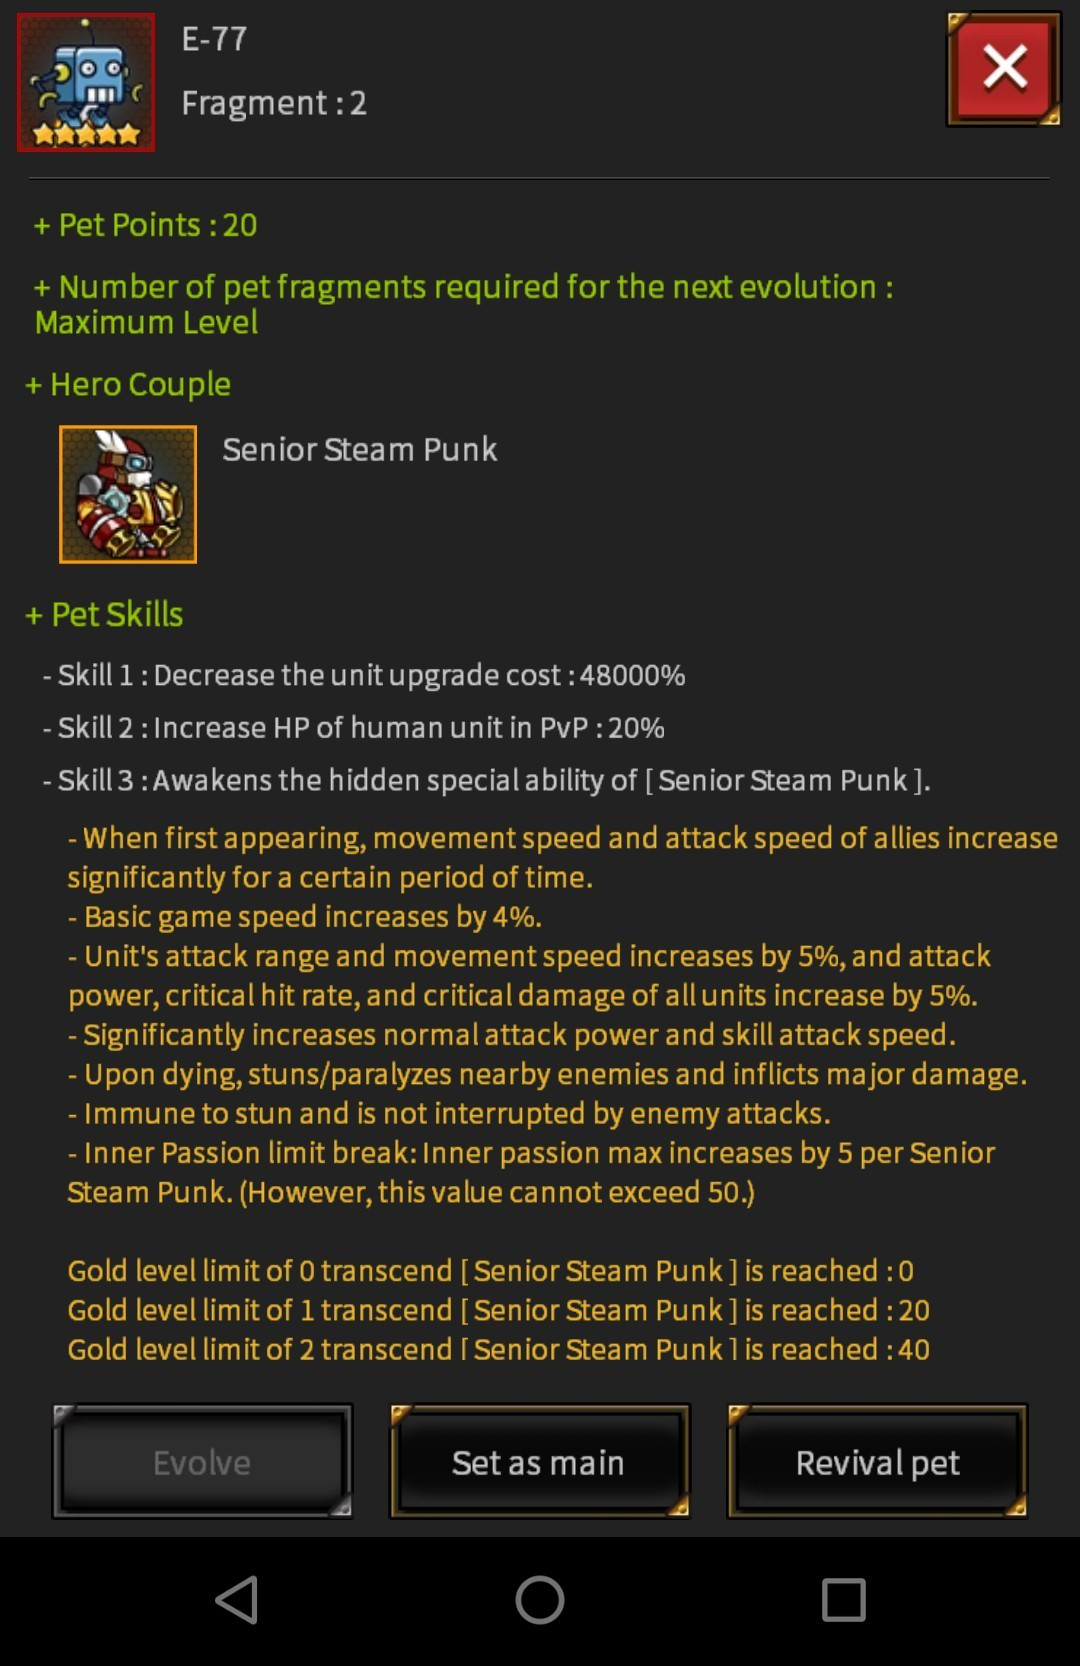 E-77
Fragment : 2
+ Pet Points : 20
+ Number of pet fragments required for the next evolution :
Maximum Level
+ Hero Couple
Senior Steam Punk
+ Pet Skills
- Skill 1 : Decrease the unit upgrade cost : 48000%
- Skill 2 : Increase HP of human unit in PvP : 20%
- Skill 3 : Awakens the hidden special ability of [ Senior Steam Punk ].
- When first appearing, movement speed and attack speed of allies increase
significantly for a certain period of time.
- Basic game speed increases by 4%.
- Unit's attack range and movement speed increases by 5%, and attack
power, critical hit rate, and critical damage of all units increase by 5%.
- Significantly increases normal attack power and skill attack speed.
- Upon dying, stuns/paralyzes nearby enemies and inflicts major damage.
- Immune to stun and is not interrupted by enemy attacks.
- Inner Passion limit break: Inner passion max increases by 5 per Senior
Steam Punk. (However, this value cannot exceed 50.)
Gold level limit of 0 transcend [ Senior Steam Punk ] is reached : 0
Gold level limit of 1 transcend [ Senior Steam Punk ] is reached : 20
Gold level limit of 2 transcend [ Senior Steam Punk ] is reached : 40
Evolve
Set as main
Revival pet